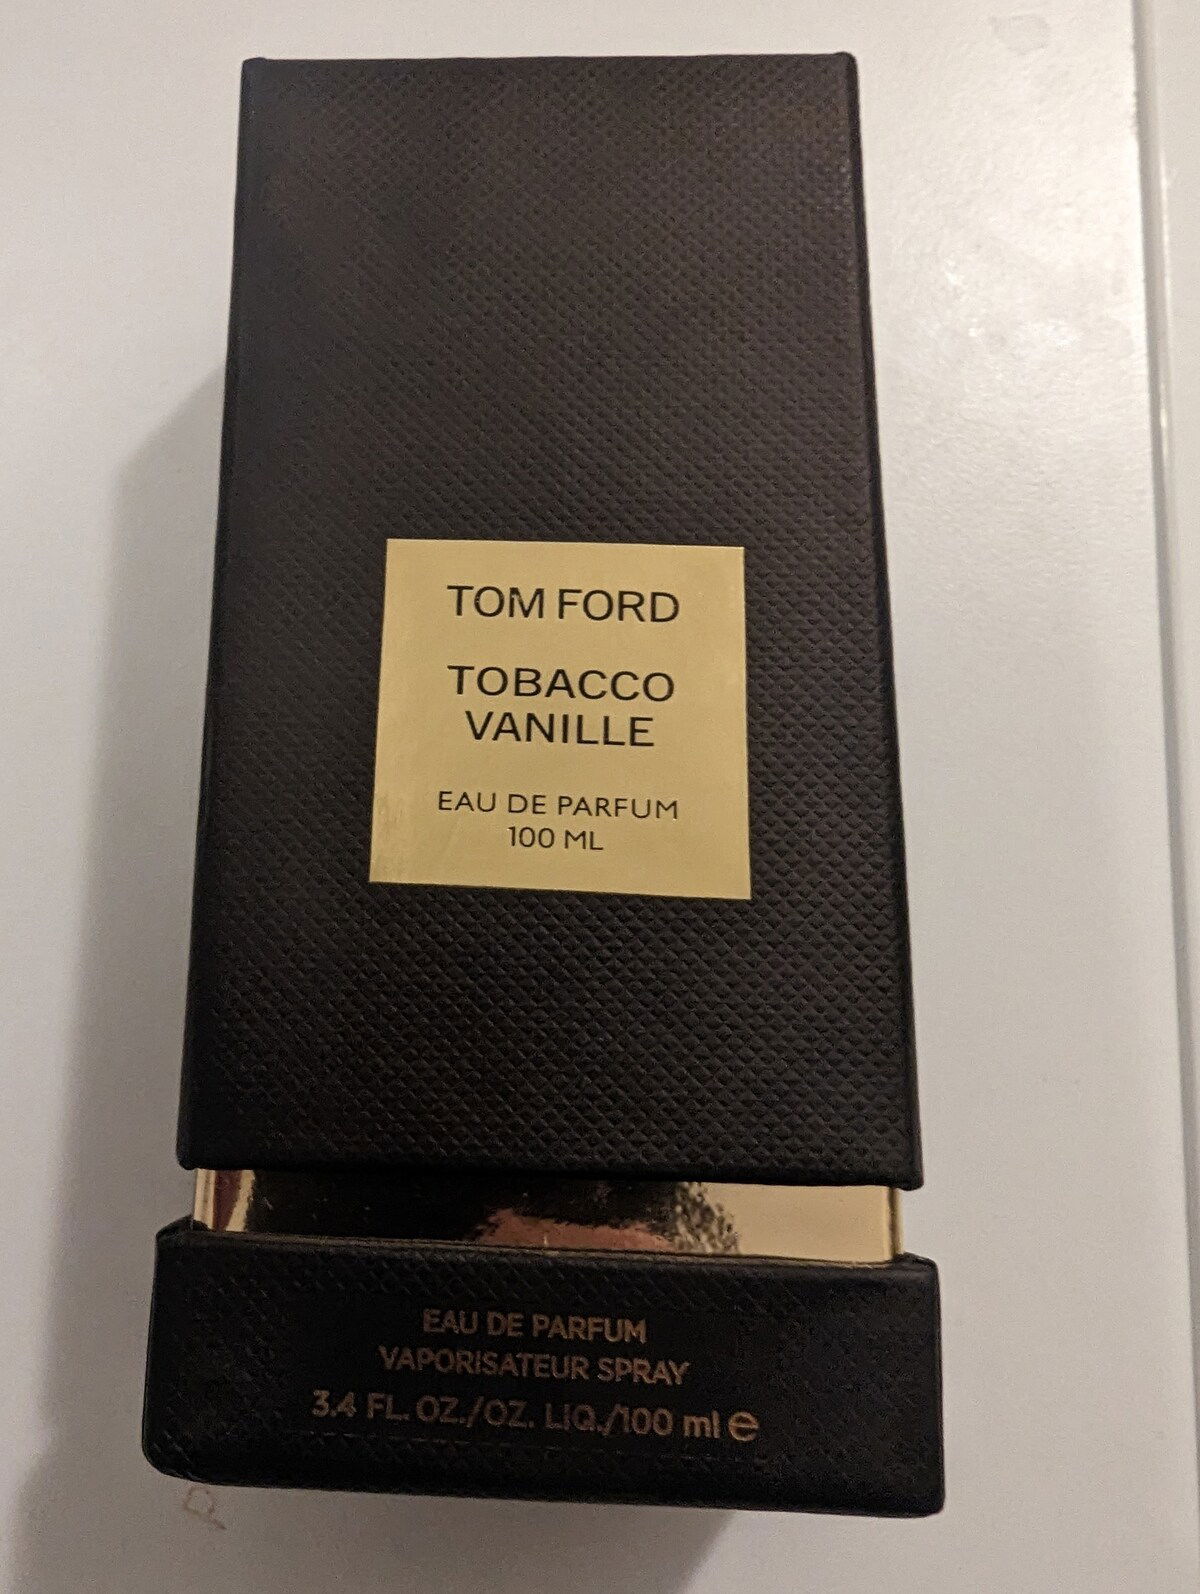 TOM FORD
TOBACCO
VANILLE
EAU DE PARFUM
100 ML
EAU DE PARFUM
VAPORISATEUR SPRAY
3.4 FL. OZ./OZ. LIQ./100 ml ℮